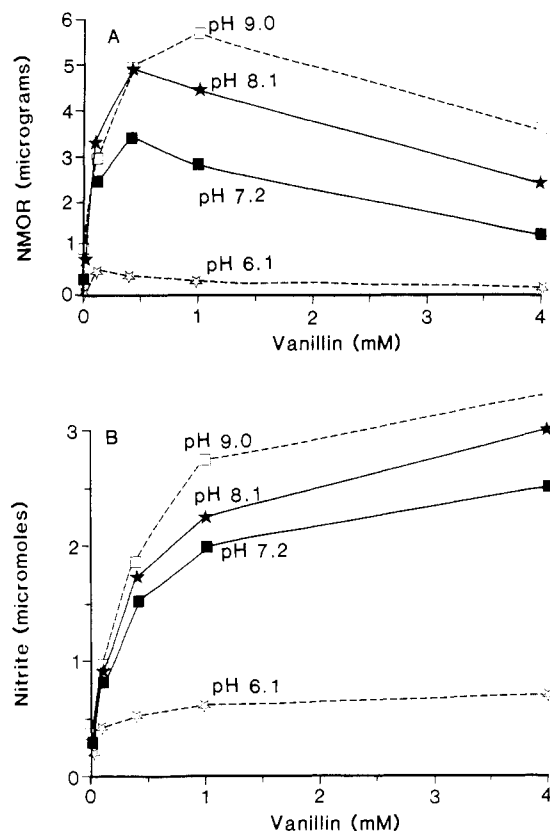 A
pH 9.0
pH 8.1
pH 7.2
pH 6.1
NMOR (micrograms)
6
5
4
3
2
1
0
0
1
2
3
4
Vanillin (mM)
B
pH 9.0
pH 8.1
pH 7.2
pH 6.1
Nitrite (micromoles)
3
2
1
0
0
1
2
3
4
Vanillin (mM)